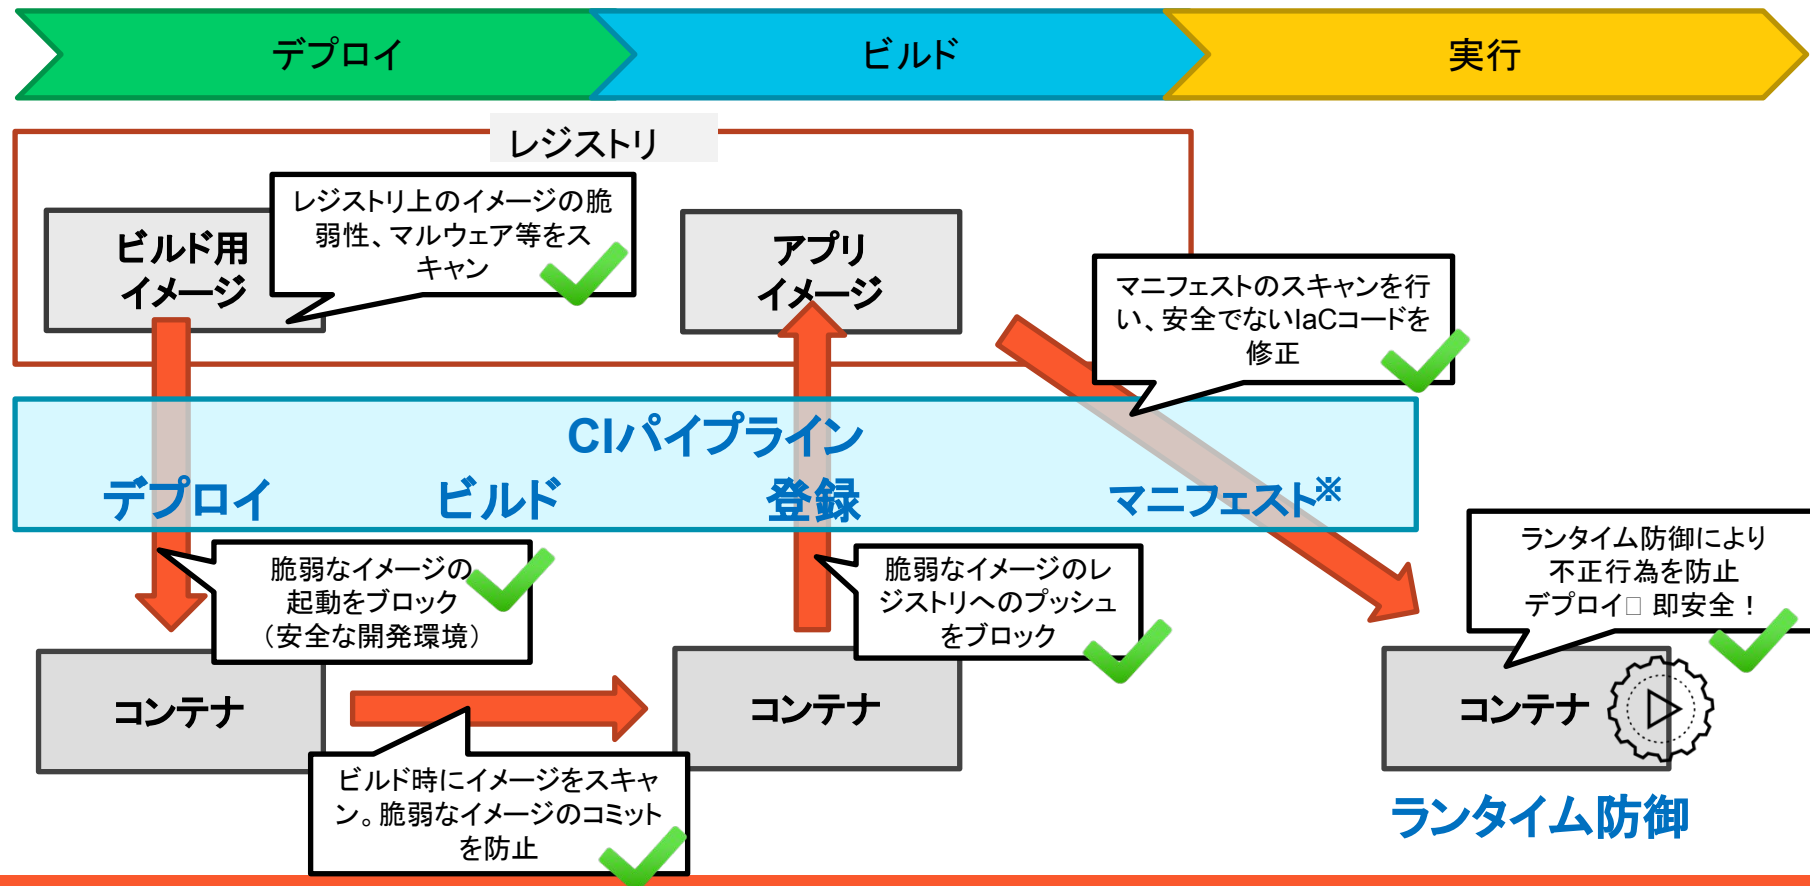 デプロイ
ビルド
実行
レジストリ
ビルド用
イメージ
レジストリ上のイメージの脆
弱性、マルウェア等をス
キャン
アプリ
イメージ
マニフェストのスキャンを行
い、安全でないIaCコードを
修正
CIパイプライン
デプロイ
ビルド
登録
マニフェスト※
脆弱なイメージの
起動をブロック
（安全な開発環境）
脆弱なイメージのレ
ジストリへのプッシュ
をブロック
ランタイム防御により
不正行為を防止
デプロイ□ 即安全！
コンテナ
コンテナ
コンテナ
ビルド時にイメージをスキャ
ン。脆弱なイメージのコミット
を防止
ランタイム防御